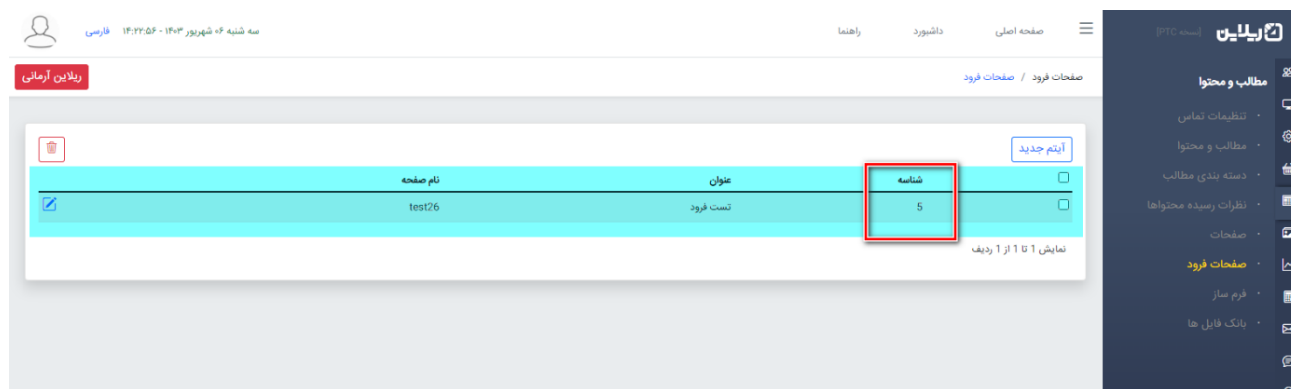 ریلاین [نسخه PTC]
صفحه اصلی داشبورد راهنما
سه شنبه ۰۶ شهریور ۱۴۰۳ - ۱۴:۲۲:۵۶ فارسی
مطالب و محتوا
تنظیمات تماس
مطالب و محتوا
دسته بندی مطالب
نظرات رسیده محتواها
صفحات
صفحات فرود
فرم ساز
بانک فایل ها
صفحات فرود / صفحات فرود
ریلاین آرمانی
آیتم جدید
شناسه عنوان نام صفحه
5 تست فرود test26
نمایش 1 تا 1 از 1 ردیف